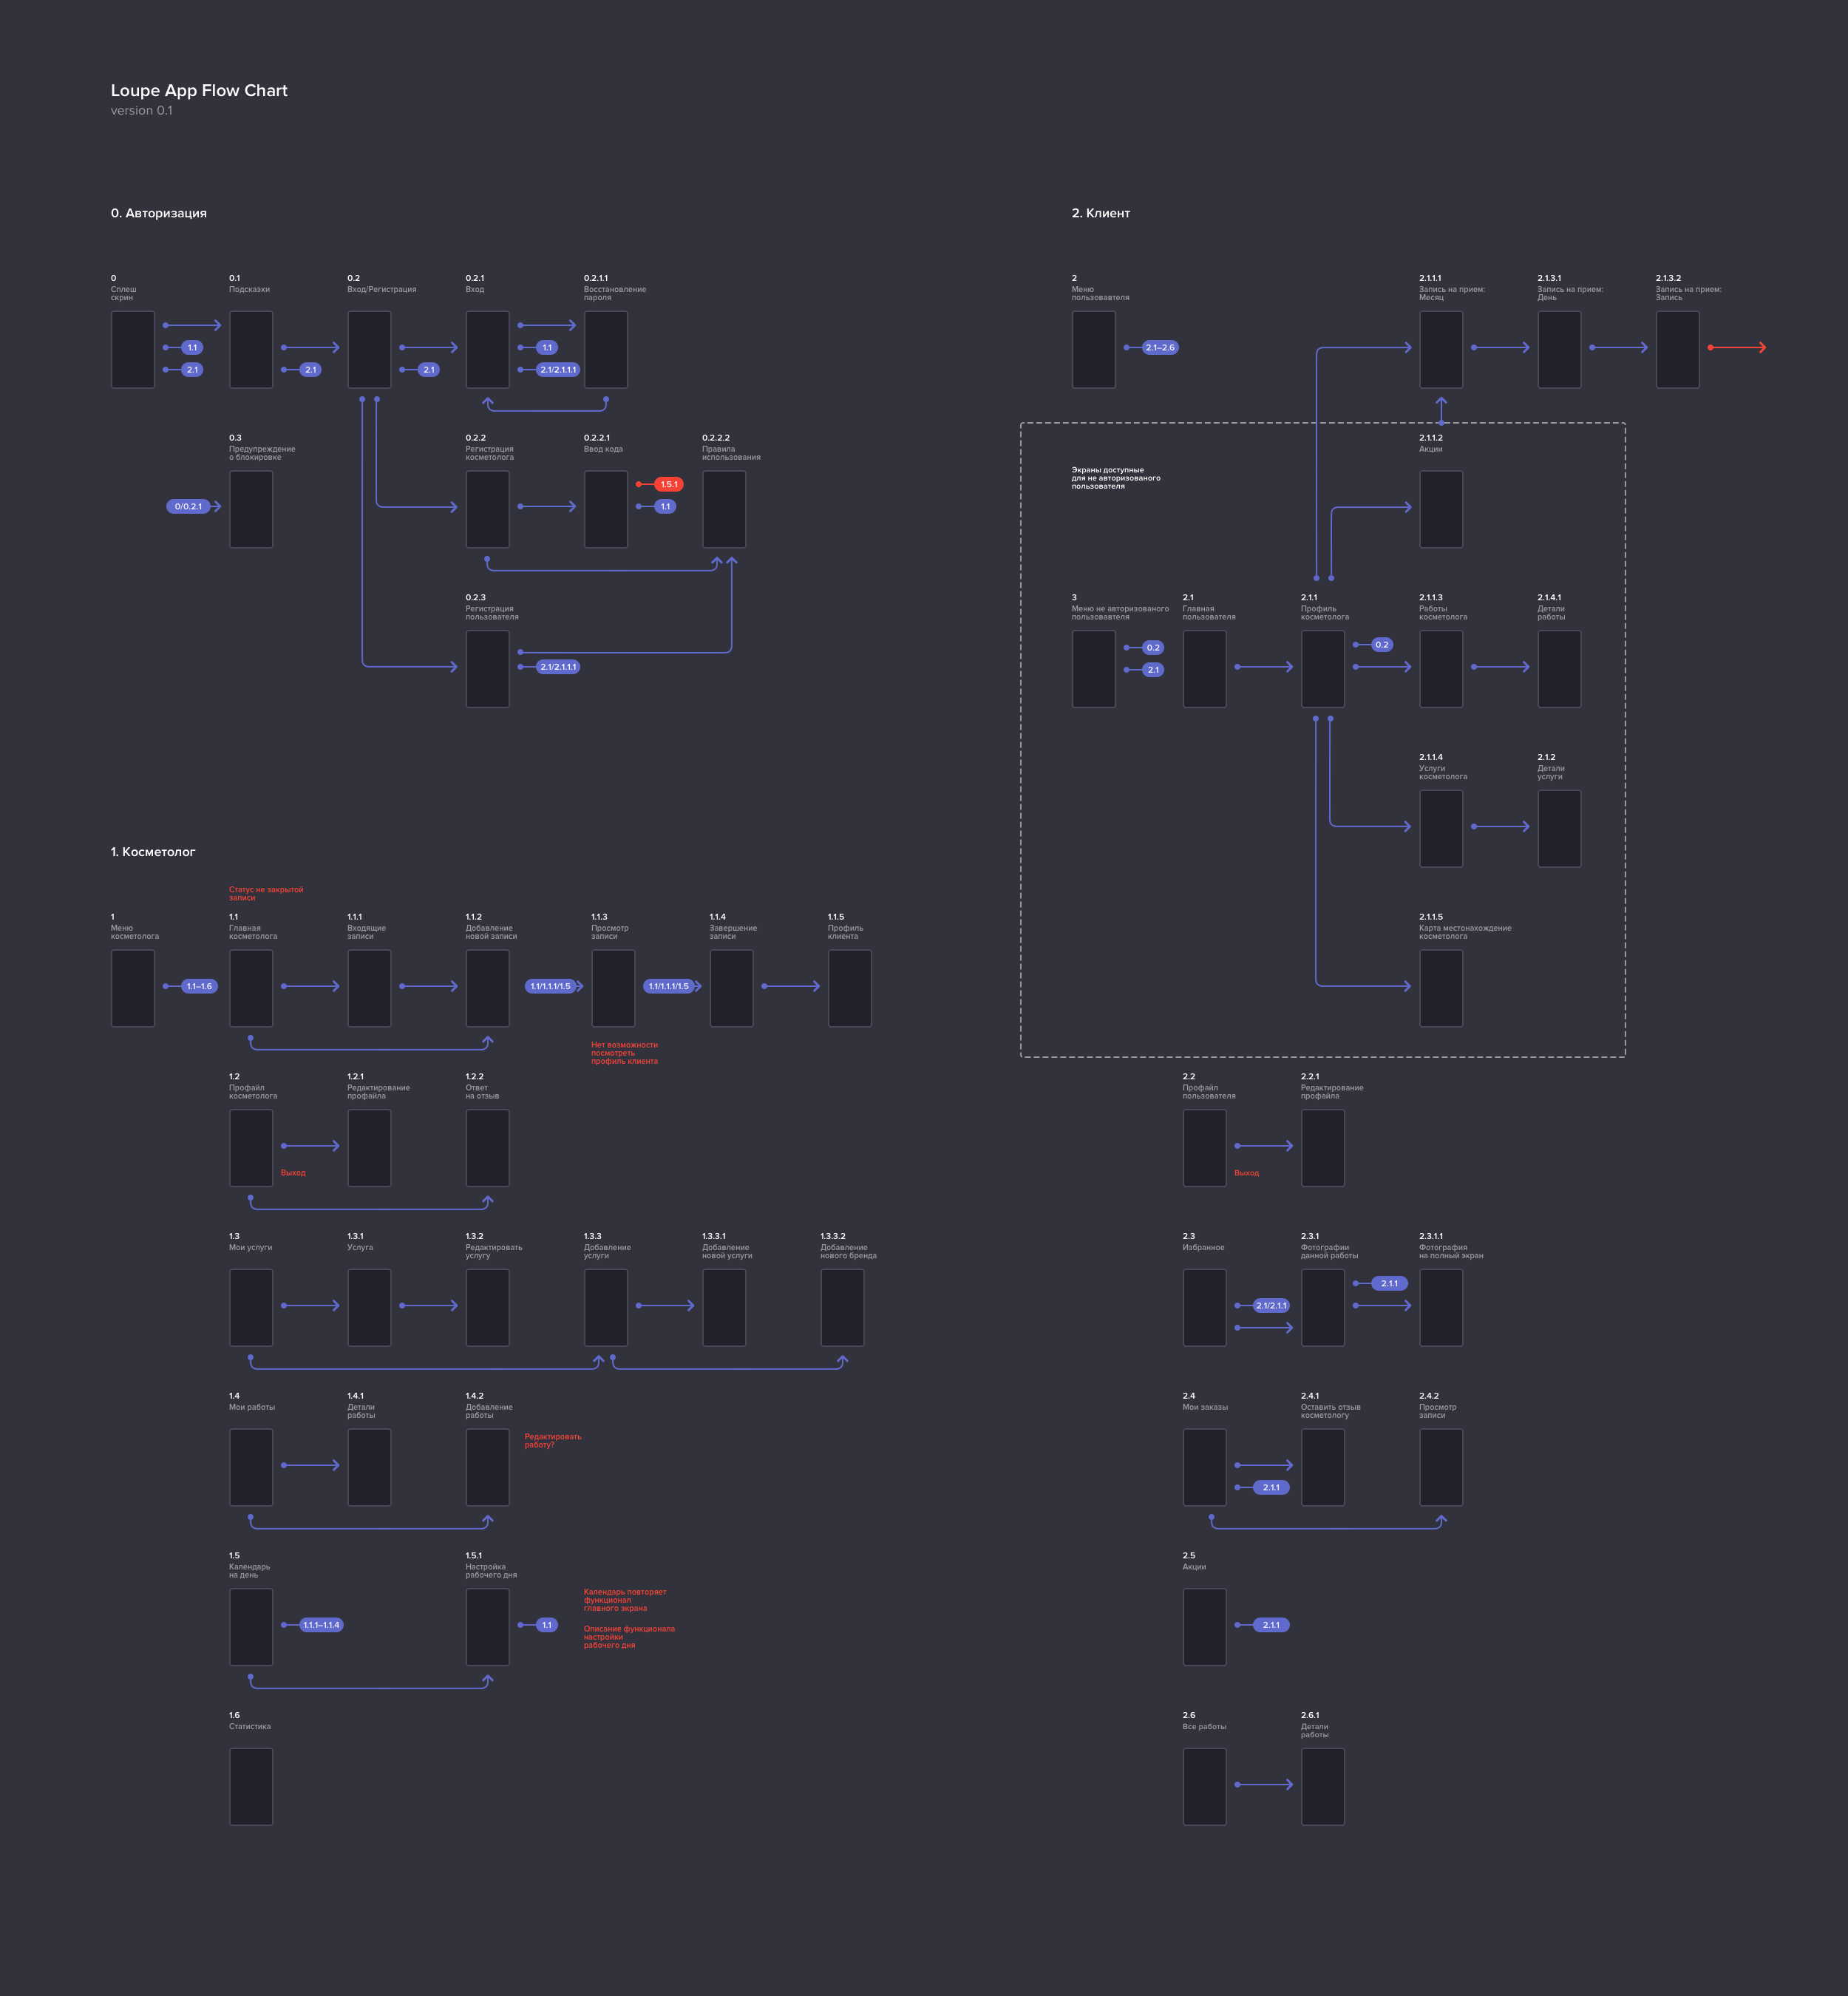 Loupe App Flow Chart
version 0.1
0. Авторизация
0
Сплеш
скрин
1.1
2.1
0.1
Подсказки
2.1
0.2
Вход/Регистрация
2.1
0.2.1
Вход
1.1
2.1/2.1.1.1
0.2.1.1
Восстановление
пароля
0.3
Предупреждение
о блокировке
0/0.2.1
0.2.2
Регистрация
косметолога
0.2.2.1
Ввод кода
1.5.1
1.1
0.2.2.2
Правила
использования
0.2.3
Регистрация
пользователя
2.1/2.1.1.1
1. Косметолог
Статус не закрытой
записи
1
Меню
косметолога
1.1–1.6
1.1
Главная
косметолога
1.1.1
Входящие
записи
1.1.2
Добавление
новой записи
1.1/1.1.1/1.5
1.1.3
Просмотр
записи
1.1/1.1.1/1.5
Нет возможности
посмотреть
профиль клиента
1.1.4
Завершение
записи
1.1.5
Профиль
клиента
1.2
Профайл
косметолога
Выход
1.2.1
Редактирование
профайла
1.2.2
Ответ
на отзыв
1.3
Мои услуги
1.3.1
Услуга
1.3.2
Редактировать
услугу
1.3.3
Добавление
услуги
1.3.3.1
Добавление
новой услуги
1.3.3.2
Добавление
нового бренда
1.4
Мои работы
1.4.1
Детали
работы
1.4.2
Добавление
работы
Редактировать
работу?
1.5
Календарь
на день
1.1.1–1.1.4
1.5.1
Настройка
рабочего дня
1.1
Календарь повторяет
функционал
главного экрана
Описание функционала
настройки
рабочего дня
1.6
Статистика
2. Клиент
2
Меню
пользоваателя
2.1–2.6
2.1.1.1
Запись на прием:
Месяц
2.1.3.1
Запись на прием:
День
2.1.3.2
Запись на прием:
Запись
Экраны доступные
для не авторизованого
пользователя
2.1.1.2
Акции
3
Меню не авторизованого
пользоваателя
0.2
2.1
2.1
Главная
пользователя
2.1.1
Профиль
косметолога
0.2
2.1.1.3
Работы
косметолога
2.1.4.1
Детали
работы
2.1.1.4
Услуги
косметолога
2.1.2
Детали
услуги
2.1.1.5
Карта местонахождение
косметолога
2.2
Профайл
пользователя
Выход
2.2.1
Редактирование
профайла
2.3
Избранное
2.1/2.1.1
2.3.1
Фотографии
данной работы
2.1.1
2.3.1.1
Фотография
на полный экран
2.4
Мои заказы
2.1.1
2.4.1
Оставить отзыв
косметологу
2.4.2
Просмотр
записи
2.5
Акции
2.1.1
2.6
Все работы
2.6.1
Детали
работы